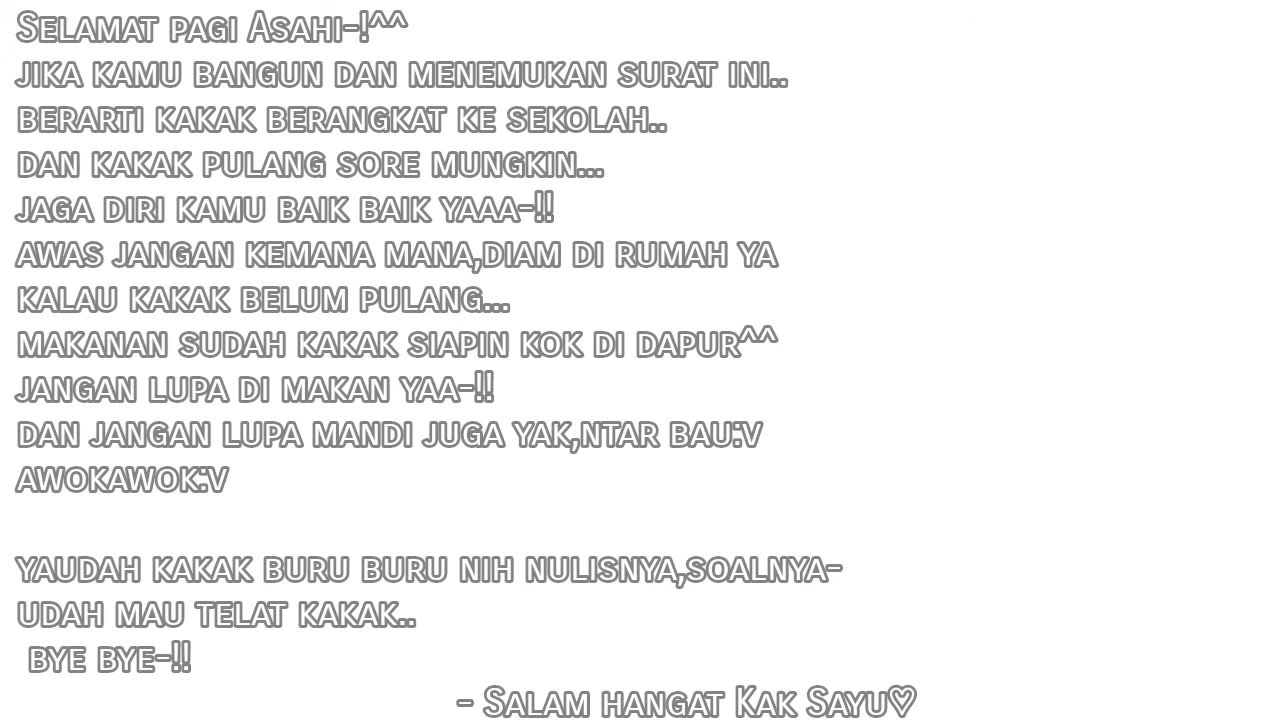 Selamat pagi Asahi-!^^
jika kamu bangun dan menemukan surat ini..
berarti kakak berangkat ke sekolah..
dan kakak pulang sore mungkin...
jaga diri kamu baik baik yaaa-!!
awas jangan kemana mana,diam di rumah ya
kalau kakak belum pulang...
makanan sudah kakak siapin kok di dapur^^
jangan lupa di makan yaa-!!
dan jangan lupa mandi juga yak,ntar bau:v
awokawok:v
yaudah kakak buru buru nih nulisnya,soalnya-
udah mau telat kakak..
bye bye-!!
- Salam hangat Kak Sayu♡